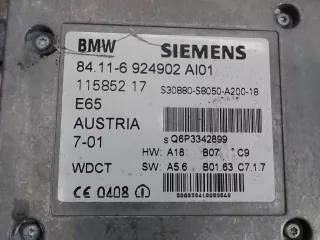 BMW SIEMENS
84.11-6 924902 AI01
115852 17 S30880-S8050-A200-18
E65
AUSTRIA S Q6P3342899
7-01 HW: A18 B07 C9
WDCT SW: A5.6 B01.63 C7.1.7
CE 0408